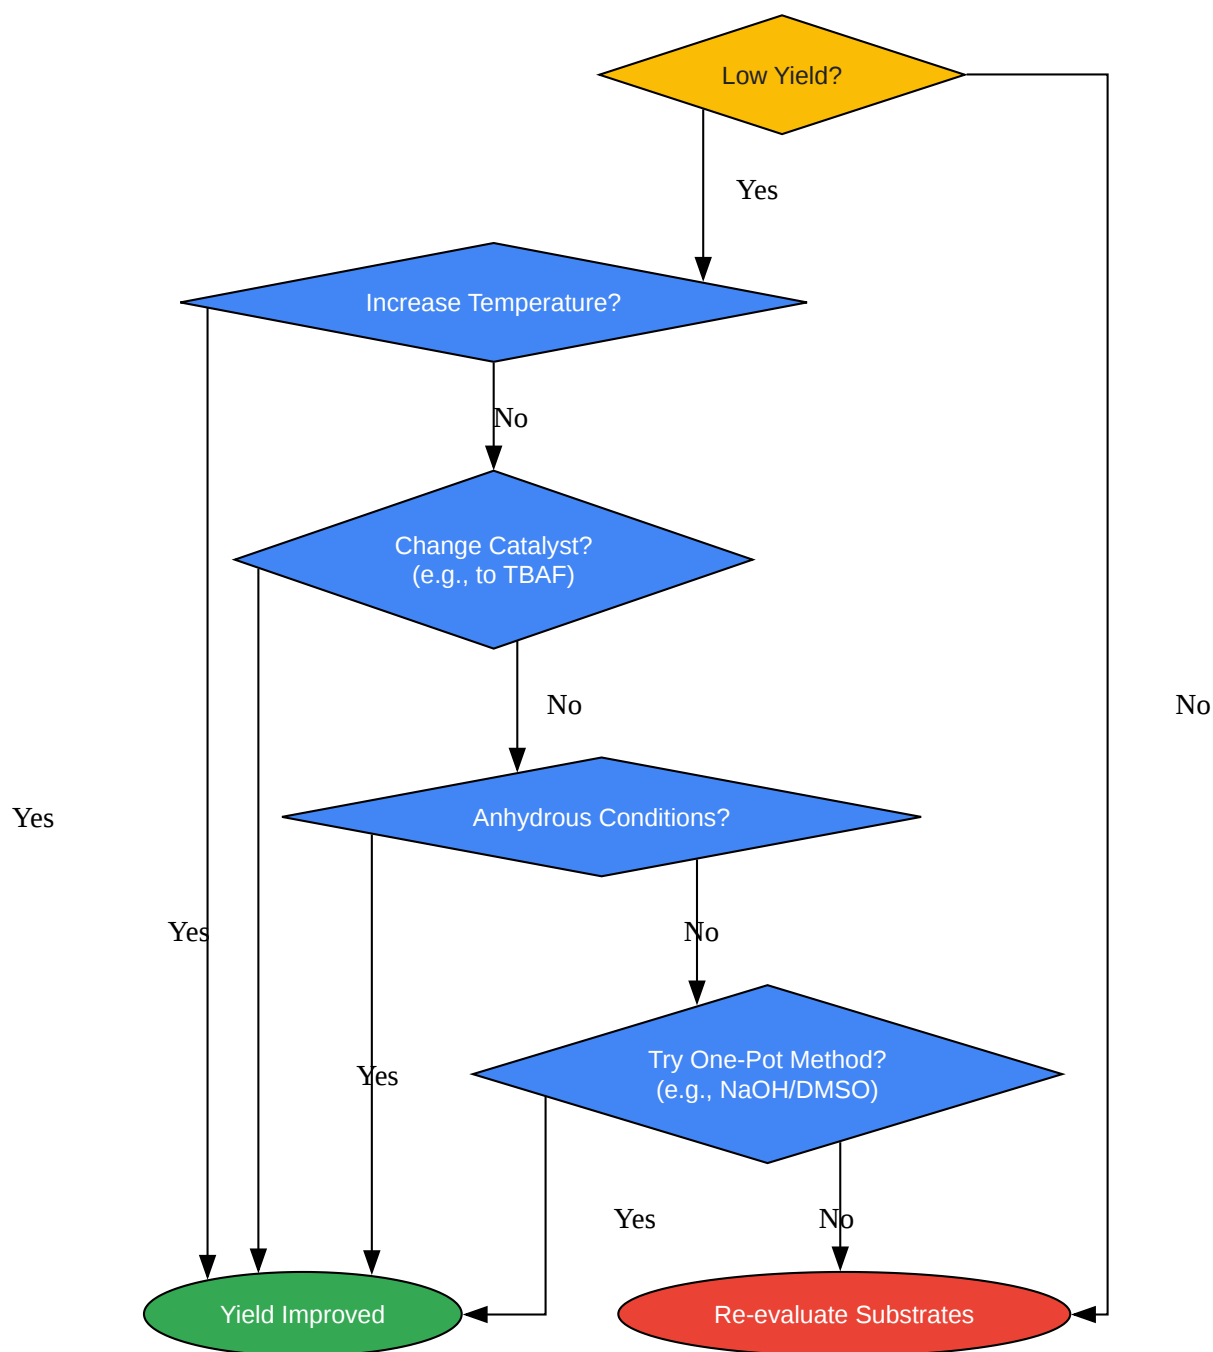 Low Yield?
Yes
Increase Temperature?
No
Change Catalyst?
(e.g., to TBAF)
No
No
Anhydrous Conditions?
Yes
Yes
No
Try One-Pot Method?
(e.g., NaOH/DMSO)
Yes
Yes
No
Yield Improved
Re-evaluate Substrates